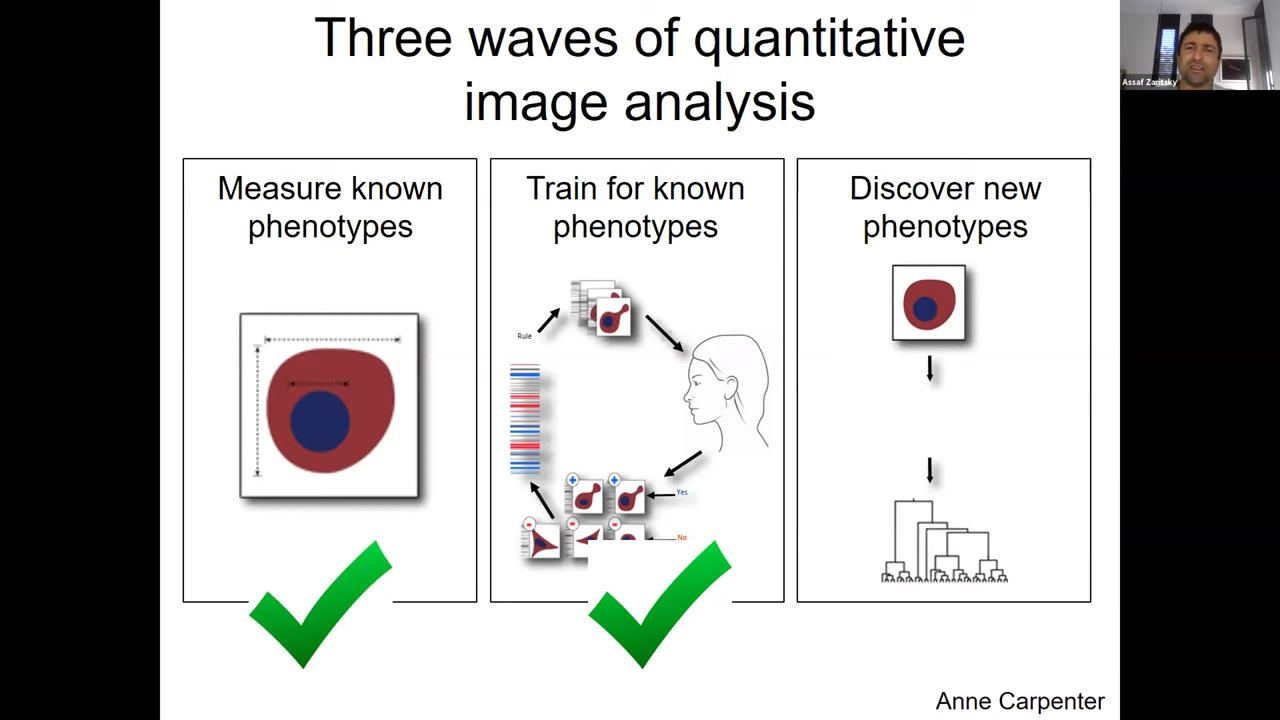 Three waves of quantitative
image analysis
Assaf Zaritsky
Measure known
phenotypes
Train for known
phenotypes
Discover new
phenotypes
Rule
Yes
No
Anne Carpenter